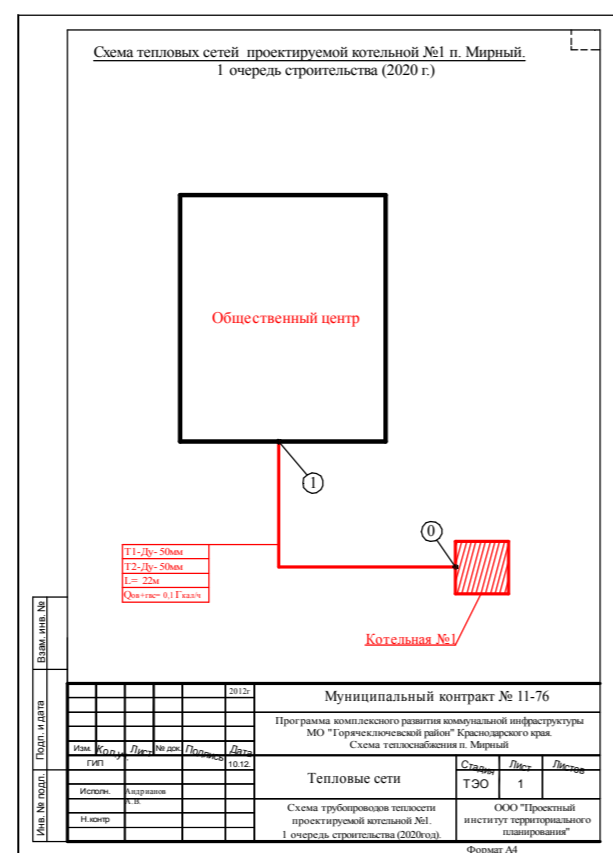 Схема тепловых сетей проектируемой котельной №1 п. Мирный.
1 очередь строительства (2020 г.)
Общественный центр
1
0
Т1-Ду- 50мм
Т2-Ду- 50мм
L= 22м
Qов+гвс= 0,1 Гкал/ч
Котельная №1
Взам. инв. №
Подп. и дата
Инв. № подл.
2012г
Муниципальный контракт № 11-76
Программа комплексного развития коммунальной инфраструктуры
МО "Горячеключевской район" Краснодарского края.
Схема теплоснабжения п. Мирный
Изм. Кол.уч. Лист № док. Подпись Дата
ГИП 10.12.
Тепловые сети
Стадия Лист Листов
ТЭО 1
Исполн. Андрианов
А.В.
Н.контр
Схема трубопроводов теплосети
проектируемой котельной №1.
1 очередь строительства (2020год).
ООО "Проектный
институт территориального
планирования"
Формат А4